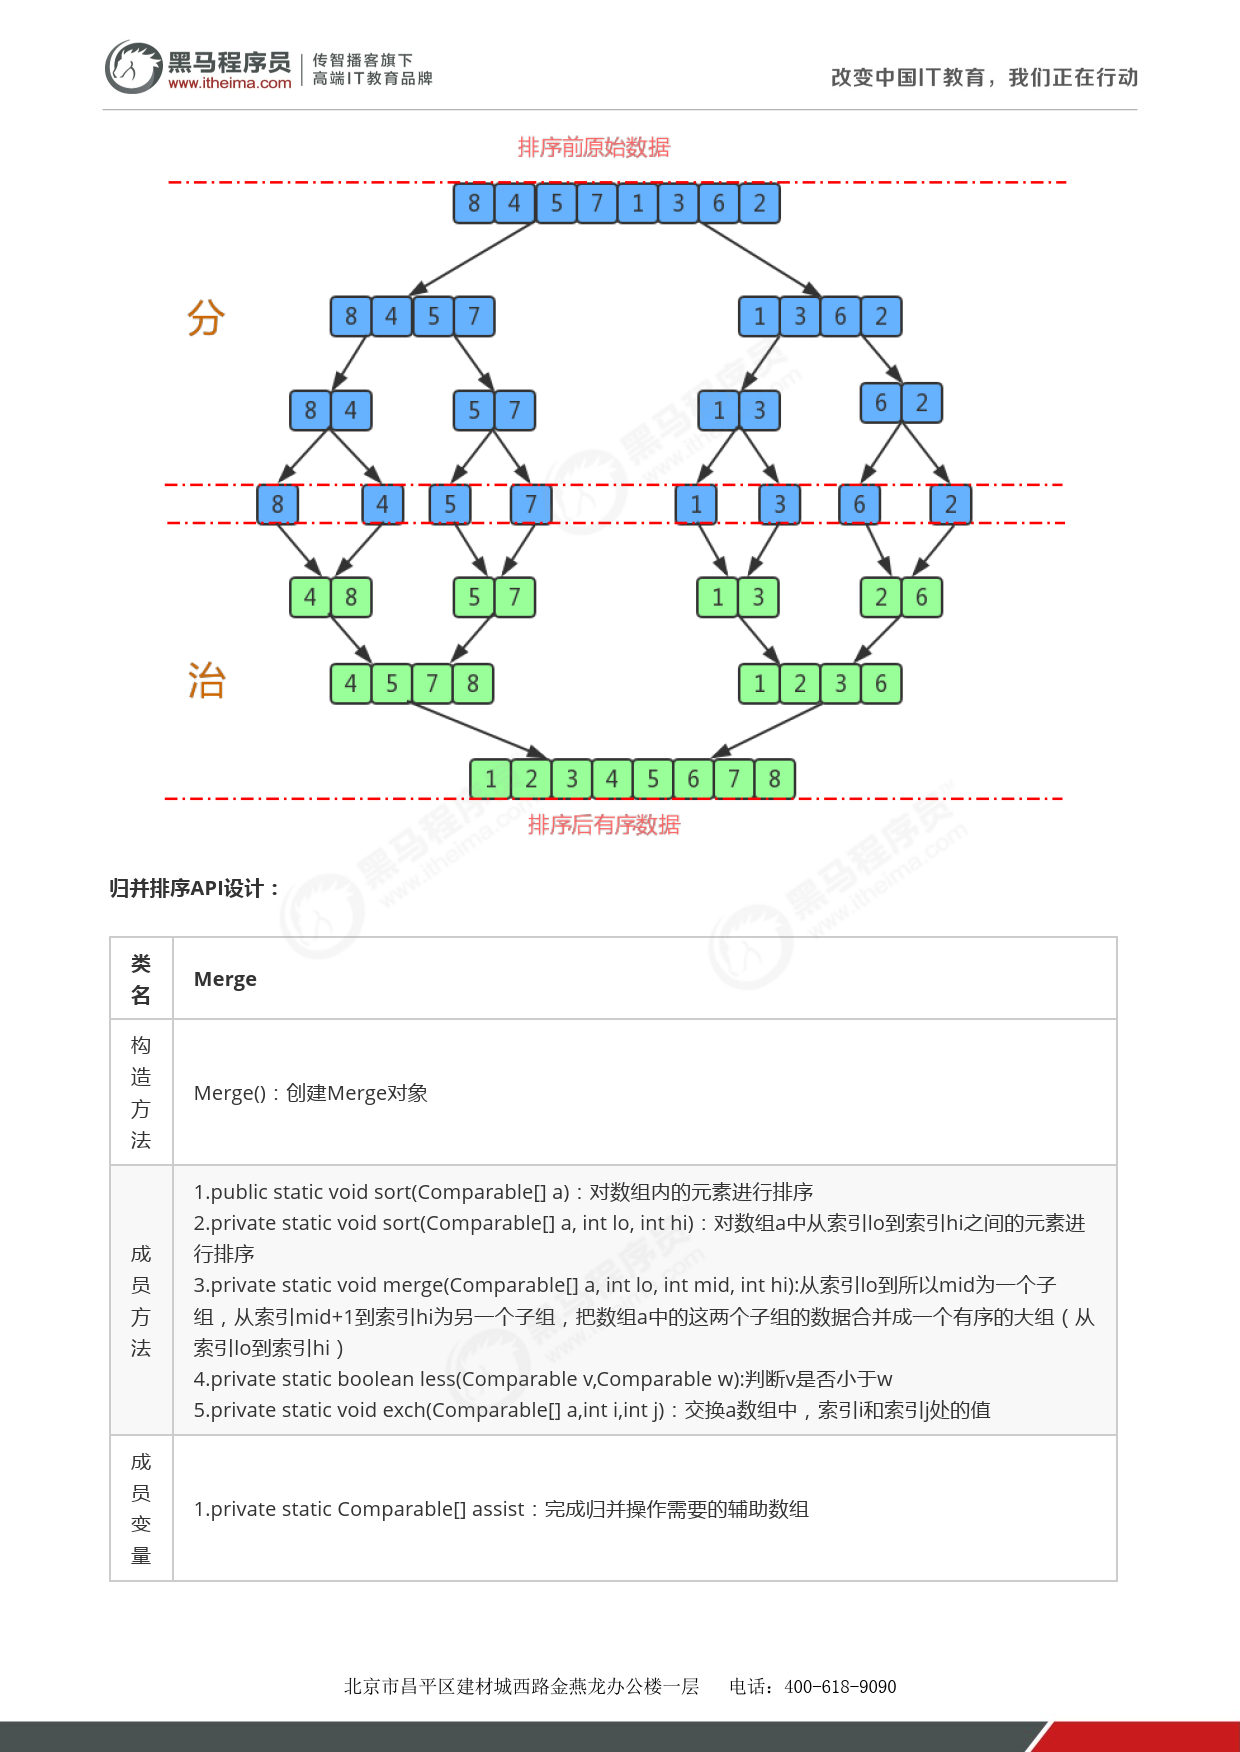 黑马程序员
www.itheima.com
传智播客旗下
高端IT教育品牌
改变中国IT教育，我们正在行动
排序前原始数据
8 4 5 7 1 3 6 2
分
8 4 5 7 1 3 6 2
8 4 5 7 1 3 6 2
8 4 5 7 1 3 6 2
4 8 5 7 1 3 2 6
治
4 5 7 8 1 2 3 6
1 2 3 4 5 6 7 8
排序后有序数据
归并排序API设计：
类名 Merge
构造方法 Merge()：创建Merge对象
成员方法
1.public static void sort(Comparable[] a)：对数组内的元素进行排序
2.private static void sort(Comparable[] a, int lo, int hi)：对数组a中从索引lo到索引hi之间的元素进
行排序
3.private static void merge(Comparable[] a, int lo, int mid, int hi):从索引lo到所以mid为一个子
组，从索引mid+1到索引hi为另一个子组，把数组a中的这两个子组的数据合并成一个有序的大组（从
索引lo到索引hi）
4.private static boolean less(Comparable v,Comparable w):判断v是否小于w
5.private static void exch(Comparable[] a,int i,int j)：交换a数组中，索引i和索引j处的值
成员变量 1.private static Comparable[] assist：完成归并操作需要的辅助数组
北京市昌平区建材城西路金燕龙办公楼一层 电话：400-618-9090